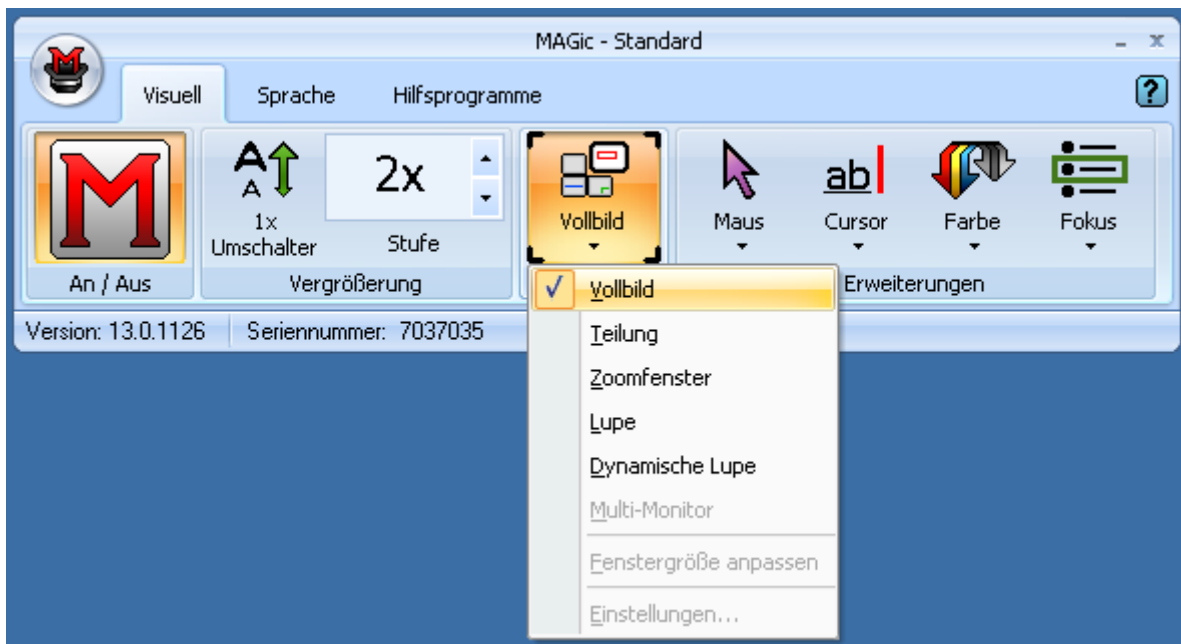 MAGic - Standard
Visuell Sprache Hilfsprogramme
2x
1x
Umschalter
Stufe
Vollbild
Maus Cursor Farbe Fokus
An / Aus Vergrößerung Erweiterungen
Vollbild
Version: 13.0.1126 Seriennummer: 7037035
Teilung
Zoomfenster
Lupe
Dynamische Lupe
Multi-Monitor
Fenstergröße anpassen
Einstellungen...